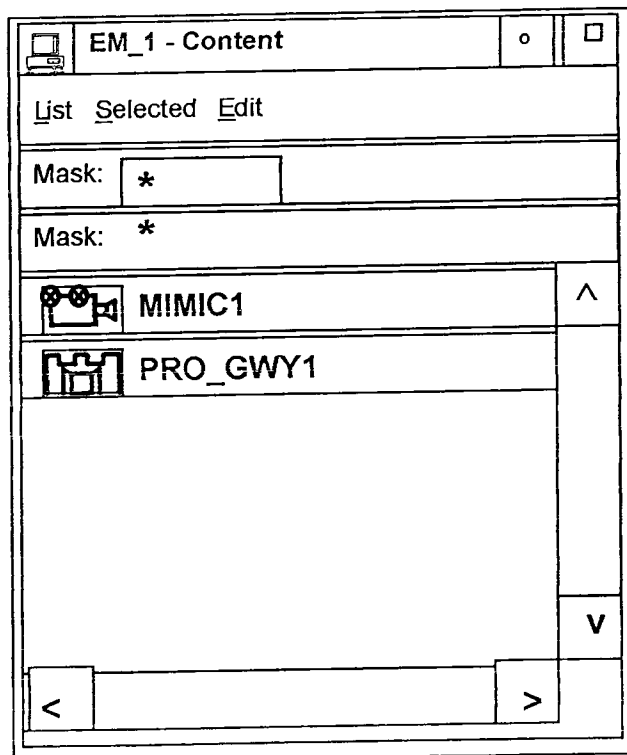 EM_1 - Content
List Selected Edit
Mask: *
Mask: *
MIMIC1
PRO_GWY1